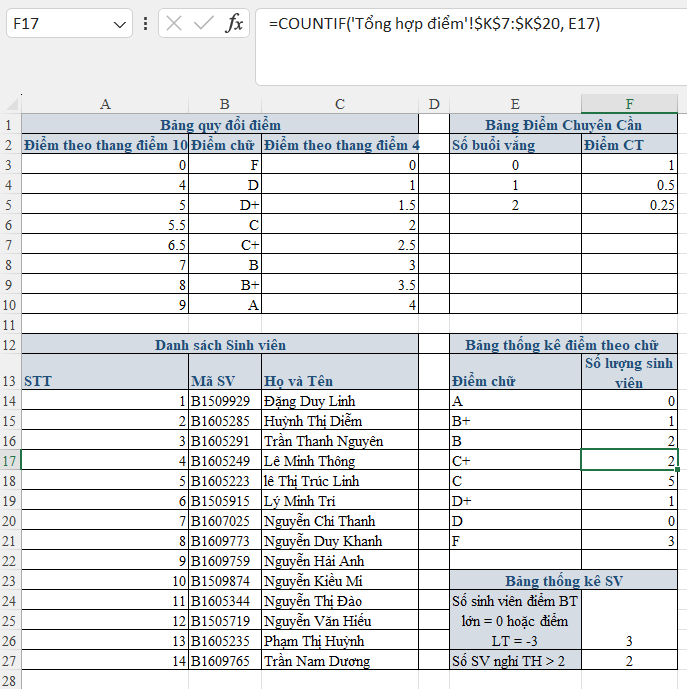 F17 fx =COUNTIF('Tổng hợp điểm'!$K$7:$K$20, E17)
A B C D E F
1 Bảng quy đổi điểm Bảng Điểm Chuyên Cần
2 Điểm theo thang điểm 10 Điểm chữ Điểm theo thang điểm 4 Số buổi vắng Điểm CT
3 0 F 0 0 1
4 4 D 1 1 0.5
5 5 D+ 1.5 2 0.25
6 5.5 C 2
7 6.5 C+ 2.5
8 7 B 3
9 8 B+ 3.5
10 9 A 4
11
12 Danh sách Sinh viên Bảng thống kê điểm theo chữ
13 STT Mã SV Họ và Tên Điểm chữ Số lượng sinh
viên
14 1 B1509929 Đặng Duy Linh A 0
15 2 B1605285 Huỳnh Thị Diễm B+ 1
16 3 B1605291 Trần Thanh Nguyên B 2
17 4 B1605249 Lê Minh Thông C+ 2
18 5 B1605223 lê Thị Trúc Linh C 5
19 6 B1505915 Lý Minh Trí D+ 1
20 7 B1607025 Nguyễn Chí Thanh D 0
21 8 B1609773 Nguyễn Duy Khanh F 3
22 9 B1609759 Nguyễn Hải Anh
23 10 B1509874 Nguyễn Kiều Mi Bảng thống kê SV
24 11 B1605344 Nguyễn Thị Đào Số sinh viên điểm BT
25 12 B1505719 Nguyễn Văn Hiếu lớn = 0 hoặc điểm
26 13 B1605235 Phạm Thị Huỳnh LT = -3 3
27 14 B1609765 Trần Nam Dương Số SV nghỉ TH > 2 2
28